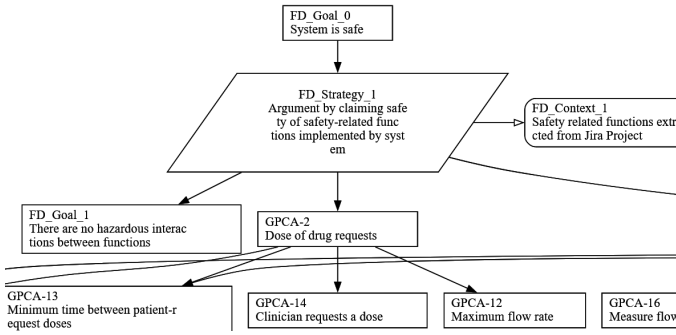 FD_Goal_0
System is safe
FD_Strategy_1
Argument by claiming safe
ty of safety-related func
tions implemented by syst
em
FD_Context_1
Safety related functions extr
cted from Jira Project
FD_Goal_1
There are no hazardous interac
tions between functions
GPCA-2
Dose of drug requests
GPCA-13
Minimum time between patient-r
equest doses
GPCA-14
Clinician requests a dose
GPCA-12
Maximum flow rate
GPCA-16
Measure flow